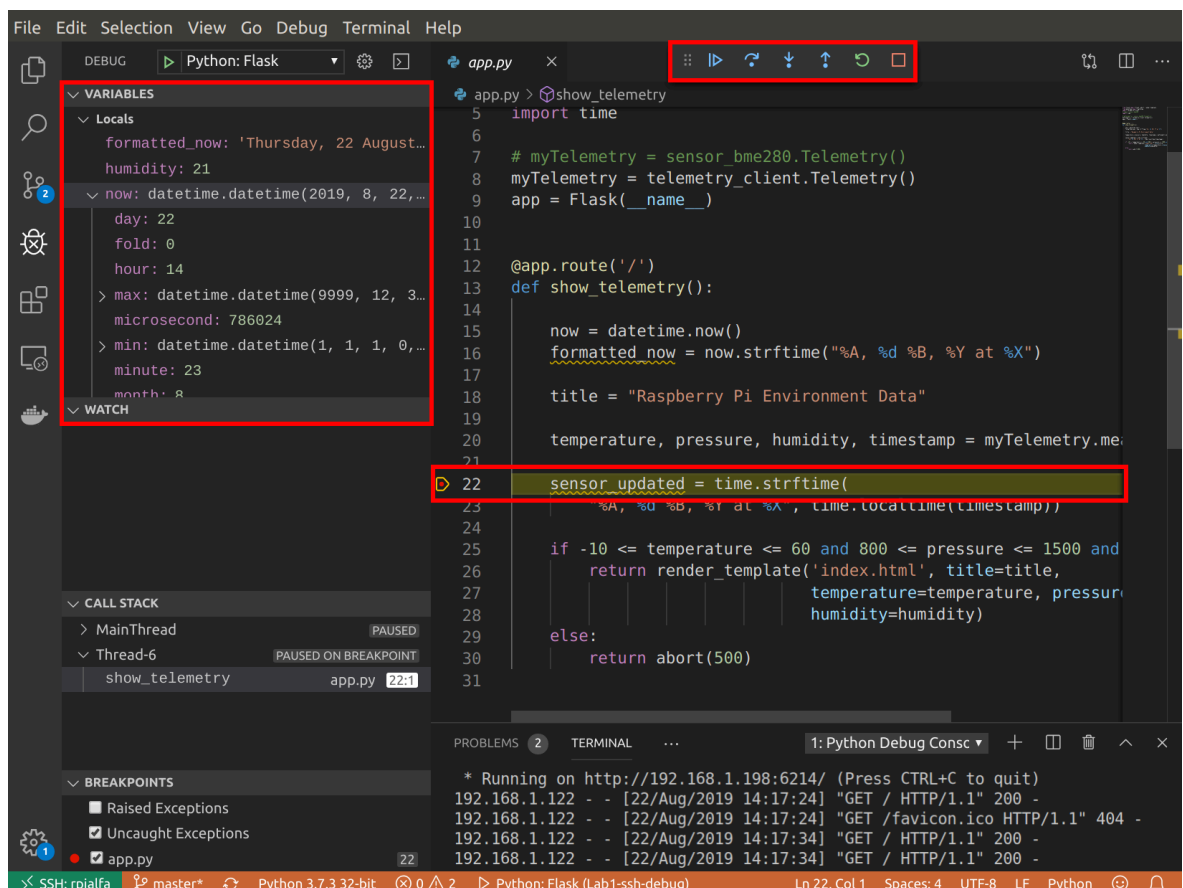 File Edit Selection View Go Debug Terminal Help
DEBUG Python: Flask
VARIABLES
Locals
formatted_now: 'Thursday, 22 August…
humidity: 21
now: datetime.datetime(2019, 8, 22,…
day: 22
fold: 0
hour: 14
max: datetime.datetime(9999, 12, 3…
microsecond: 786024
min: datetime.datetime(1, 1, 1, 0,…
minute: 23
month: 8
WATCH
CALL STACK
MainThread PAUSED
Thread-6 PAUSED ON BREAKPOINT
show_telemetry app.py 22:1
BREAKPOINTS
Raised Exceptions
Uncaught Exceptions
app.py 22
2
1
app.py
app.py > show_telemetry
5 import time
6
7 # myTelemetry = sensor_bme280.Telemetry()
8 myTelemetry = telemetry_client.Telemetry()
9 app = Flask(__name__)
10
11
12 @app.route('/')
13 def show_telemetry():
14
15 now = datetime.now()
16 formatted_now = now.strftime("%A, %d %B, %Y at %X")
17
18 title = "Raspberry Pi Environment Data"
19
20 temperature, pressure, humidity, timestamp = myTelemetry.mea
21
22 sensor_updated = time.strftime(
23 "%A, %d %B, %Y at %X", time.localtime(timestamp))
24
25 if -10 <= temperature <= 60 and 800 <= pressure <= 1500 and
26 return render_template('index.html', title=title,
27 temperature=temperature, pressure
28 humidity=humidity)
29 else:
30 return abort(500)
31
PROBLEMS 2 TERMINAL ··· 1: Python Debug Consc
* Running on http://192.168.1.198:6214/ (Press CTRL+C to quit)
192.168.1.122 - - [22/Aug/2019 14:17:24] "GET / HTTP/1.1" 200 -
192.168.1.122 - - [22/Aug/2019 14:17:24] "GET /favicon.ico HTTP/1.1" 404 -
192.168.1.122 - - [22/Aug/2019 14:17:34] "GET / HTTP/1.1" 200 -
192.168.1.122 - - [22/Aug/2019 14:17:34] "GET / HTTP/1.1" 200 -
SSH: rpialfa master* Python 3.7.3 32-bit 0 2 Python: Flask (Lab1-ssh-debug) Ln 22, Col 1 Spaces: 4 UTF-8 LF Python